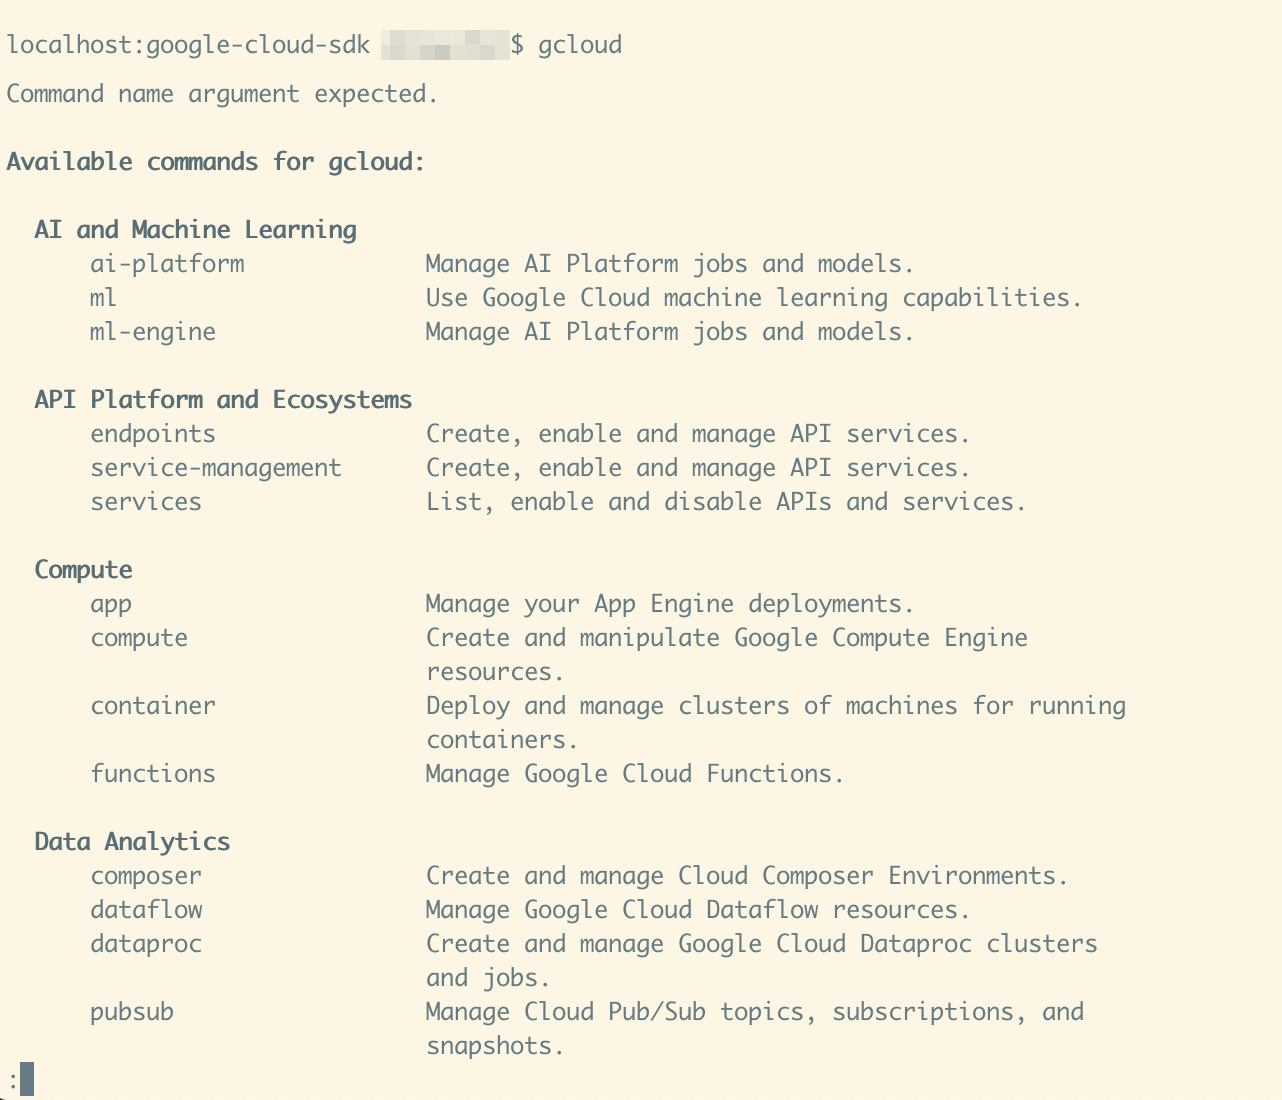 localhost:google-cloud-sdk $ gcloud
Command name argument expected.
Available commands for gcloud:
AI and Machine Learning
ai-platform Manage AI Platform jobs and models.
ml Use Google Cloud machine learning capabilities.
ml-engine Manage AI Platform jobs and models.
API Platform and Ecosystems
endpoints Create, enable and manage API services.
service-management Create, enable and manage API services.
services List, enable and disable APIs and services.
Compute
app Manage your App Engine deployments.
compute Create and manipulate Google Compute Engine
resources.
container Deploy and manage clusters of machines for running
containers.
functions Manage Google Cloud Functions.
Data Analytics
composer Create and manage Cloud Composer Environments.
dataflow Manage Google Cloud Dataflow resources.
dataproc Create and manage Google Cloud Dataproc clusters
and jobs.
pubsub Manage Cloud Pub/Sub topics, subscriptions, and
snapshots.
: